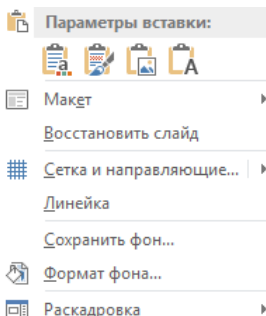 Параметры вставки:
Макет
Восстановить слайд
Сетка и направляющие...
Линейка
Сохранить фон...
Формат фона...
Раскадровка